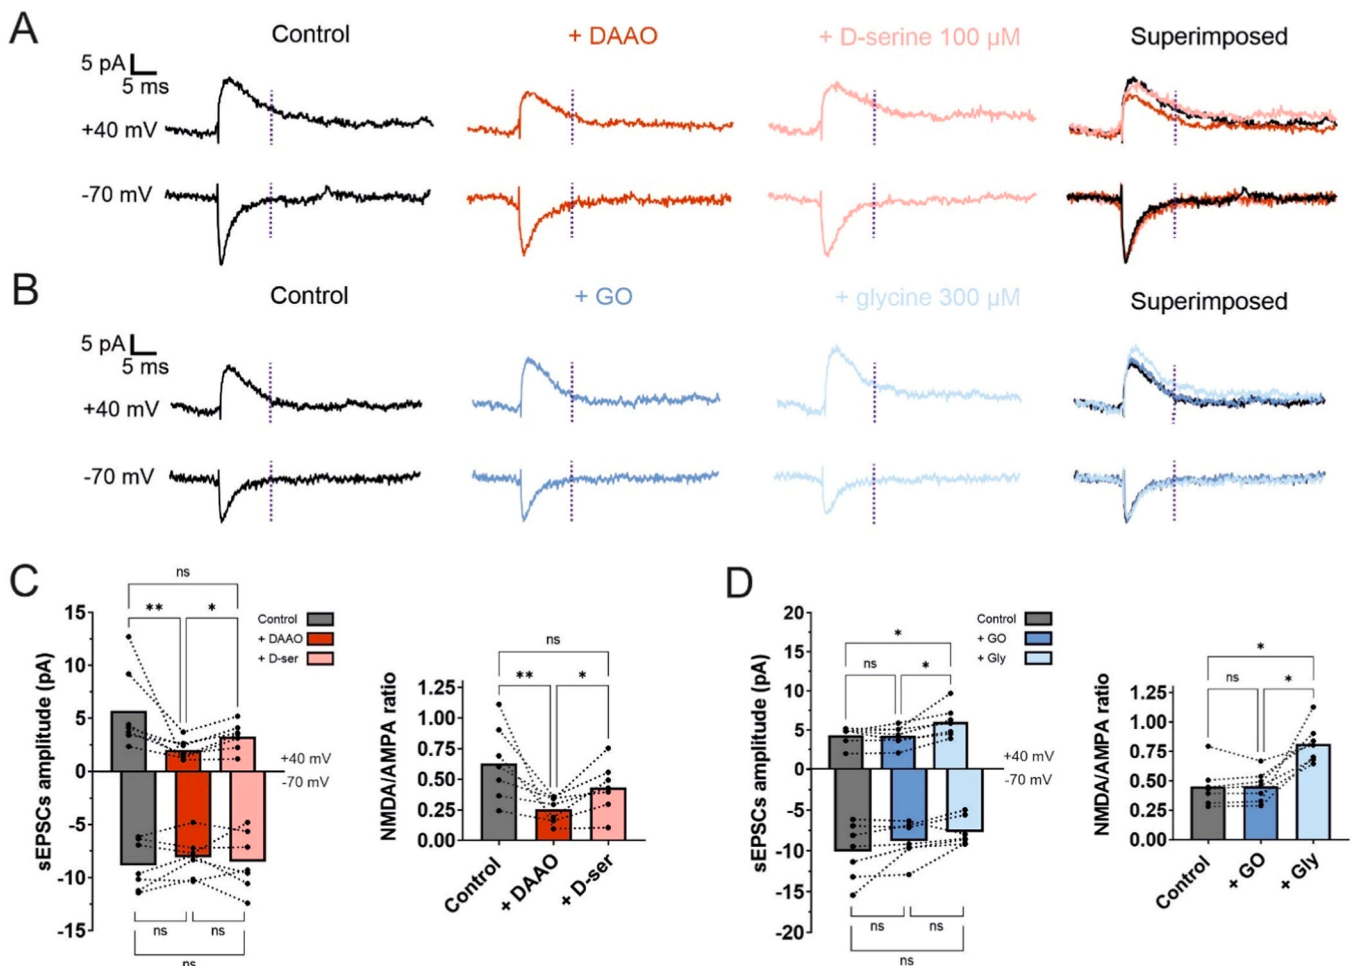 A
Control
+ DAAO
+ D-serine 100 µM
Superimposed
5 pA
5 ms
+40 mV
-70 mV
B
Control
+ GO
+ glycine 300 µM
Superimposed
5 pA
5 ms
+40 mV
-70 mV
C
ns
** *
sEPSCs amplitude (pA)
15
10
5
0
-5
-10
-15
Control
+ DAAO
+ D-ser
+40 mV
-70 mV
ns ns
ns
NMDA/AMPA ratio
ns
** *
1.25
1.00
0.75
0.50
0.25
0.00
Control
+ DAAO
+ D-ser
D
*
ns *
sEPSCs amplitude (pA)
20
15
10
5
0
-5
-10
-15
-20
Control
+ GO
+ Gly
+40 mV
-70 mV
ns ns
ns
NMDA/AMPA ratio
*
ns *
1.25
1.00
0.75
0.50
0.25
0.00
Control
+ GO
+ Gly